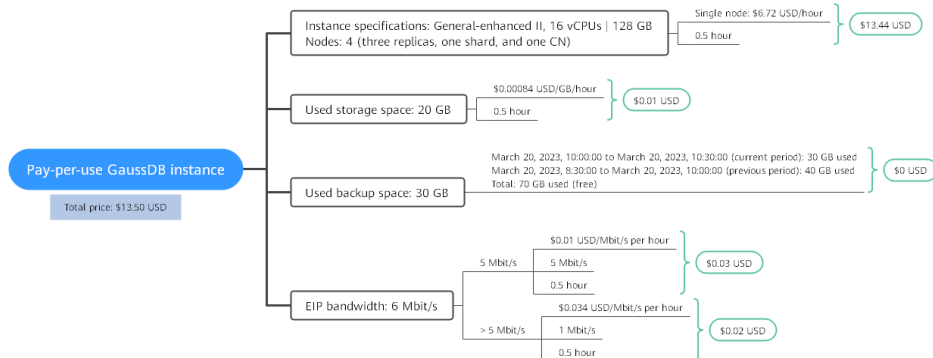 Instance specifications: General-enhanced II, 16 vCPUs | 128 GB
Nodes: 4 (three replicas, one shard, and one CN)
Single node: $6.72 USD/hour
0.5 hour
$13.44 USD
Used storage space: 20 GB
$0.00084 USD/GB/hour
0.5 hour
$0.01 USD
Pay-per-use GaussDB instance
Total price: $13.50 USD
Used backup space: 30 GB
March 20, 2023, 10:00:00 to March 20, 2023, 10:30:00 (current period): 30 GB used
March 20, 2023, 8:30:00 to March 20, 2023, 10:00:00 (previous period): 40 GB used
Total: 70 GB used (free)
$0 USD
EIP bandwidth: 6 Mbit/s
5 Mbit/s
$0.01 USD/Mbit/s per hour
5 Mbit/s
0.5 hour
$0.03 USD
> 5 Mbit/s
$0.034 USD/Mbit/s per hour
1 Mbit/s
0.5 hour
$0.02 USD